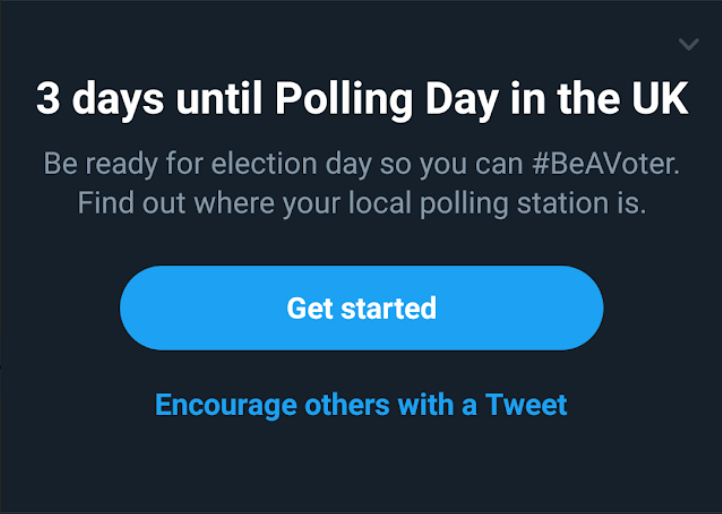 3 days until Polling Day in the UK
Be ready for election day so you can #BeAVoter.
Find out where your local polling station is.
Get started
Encourage others with a Tweet